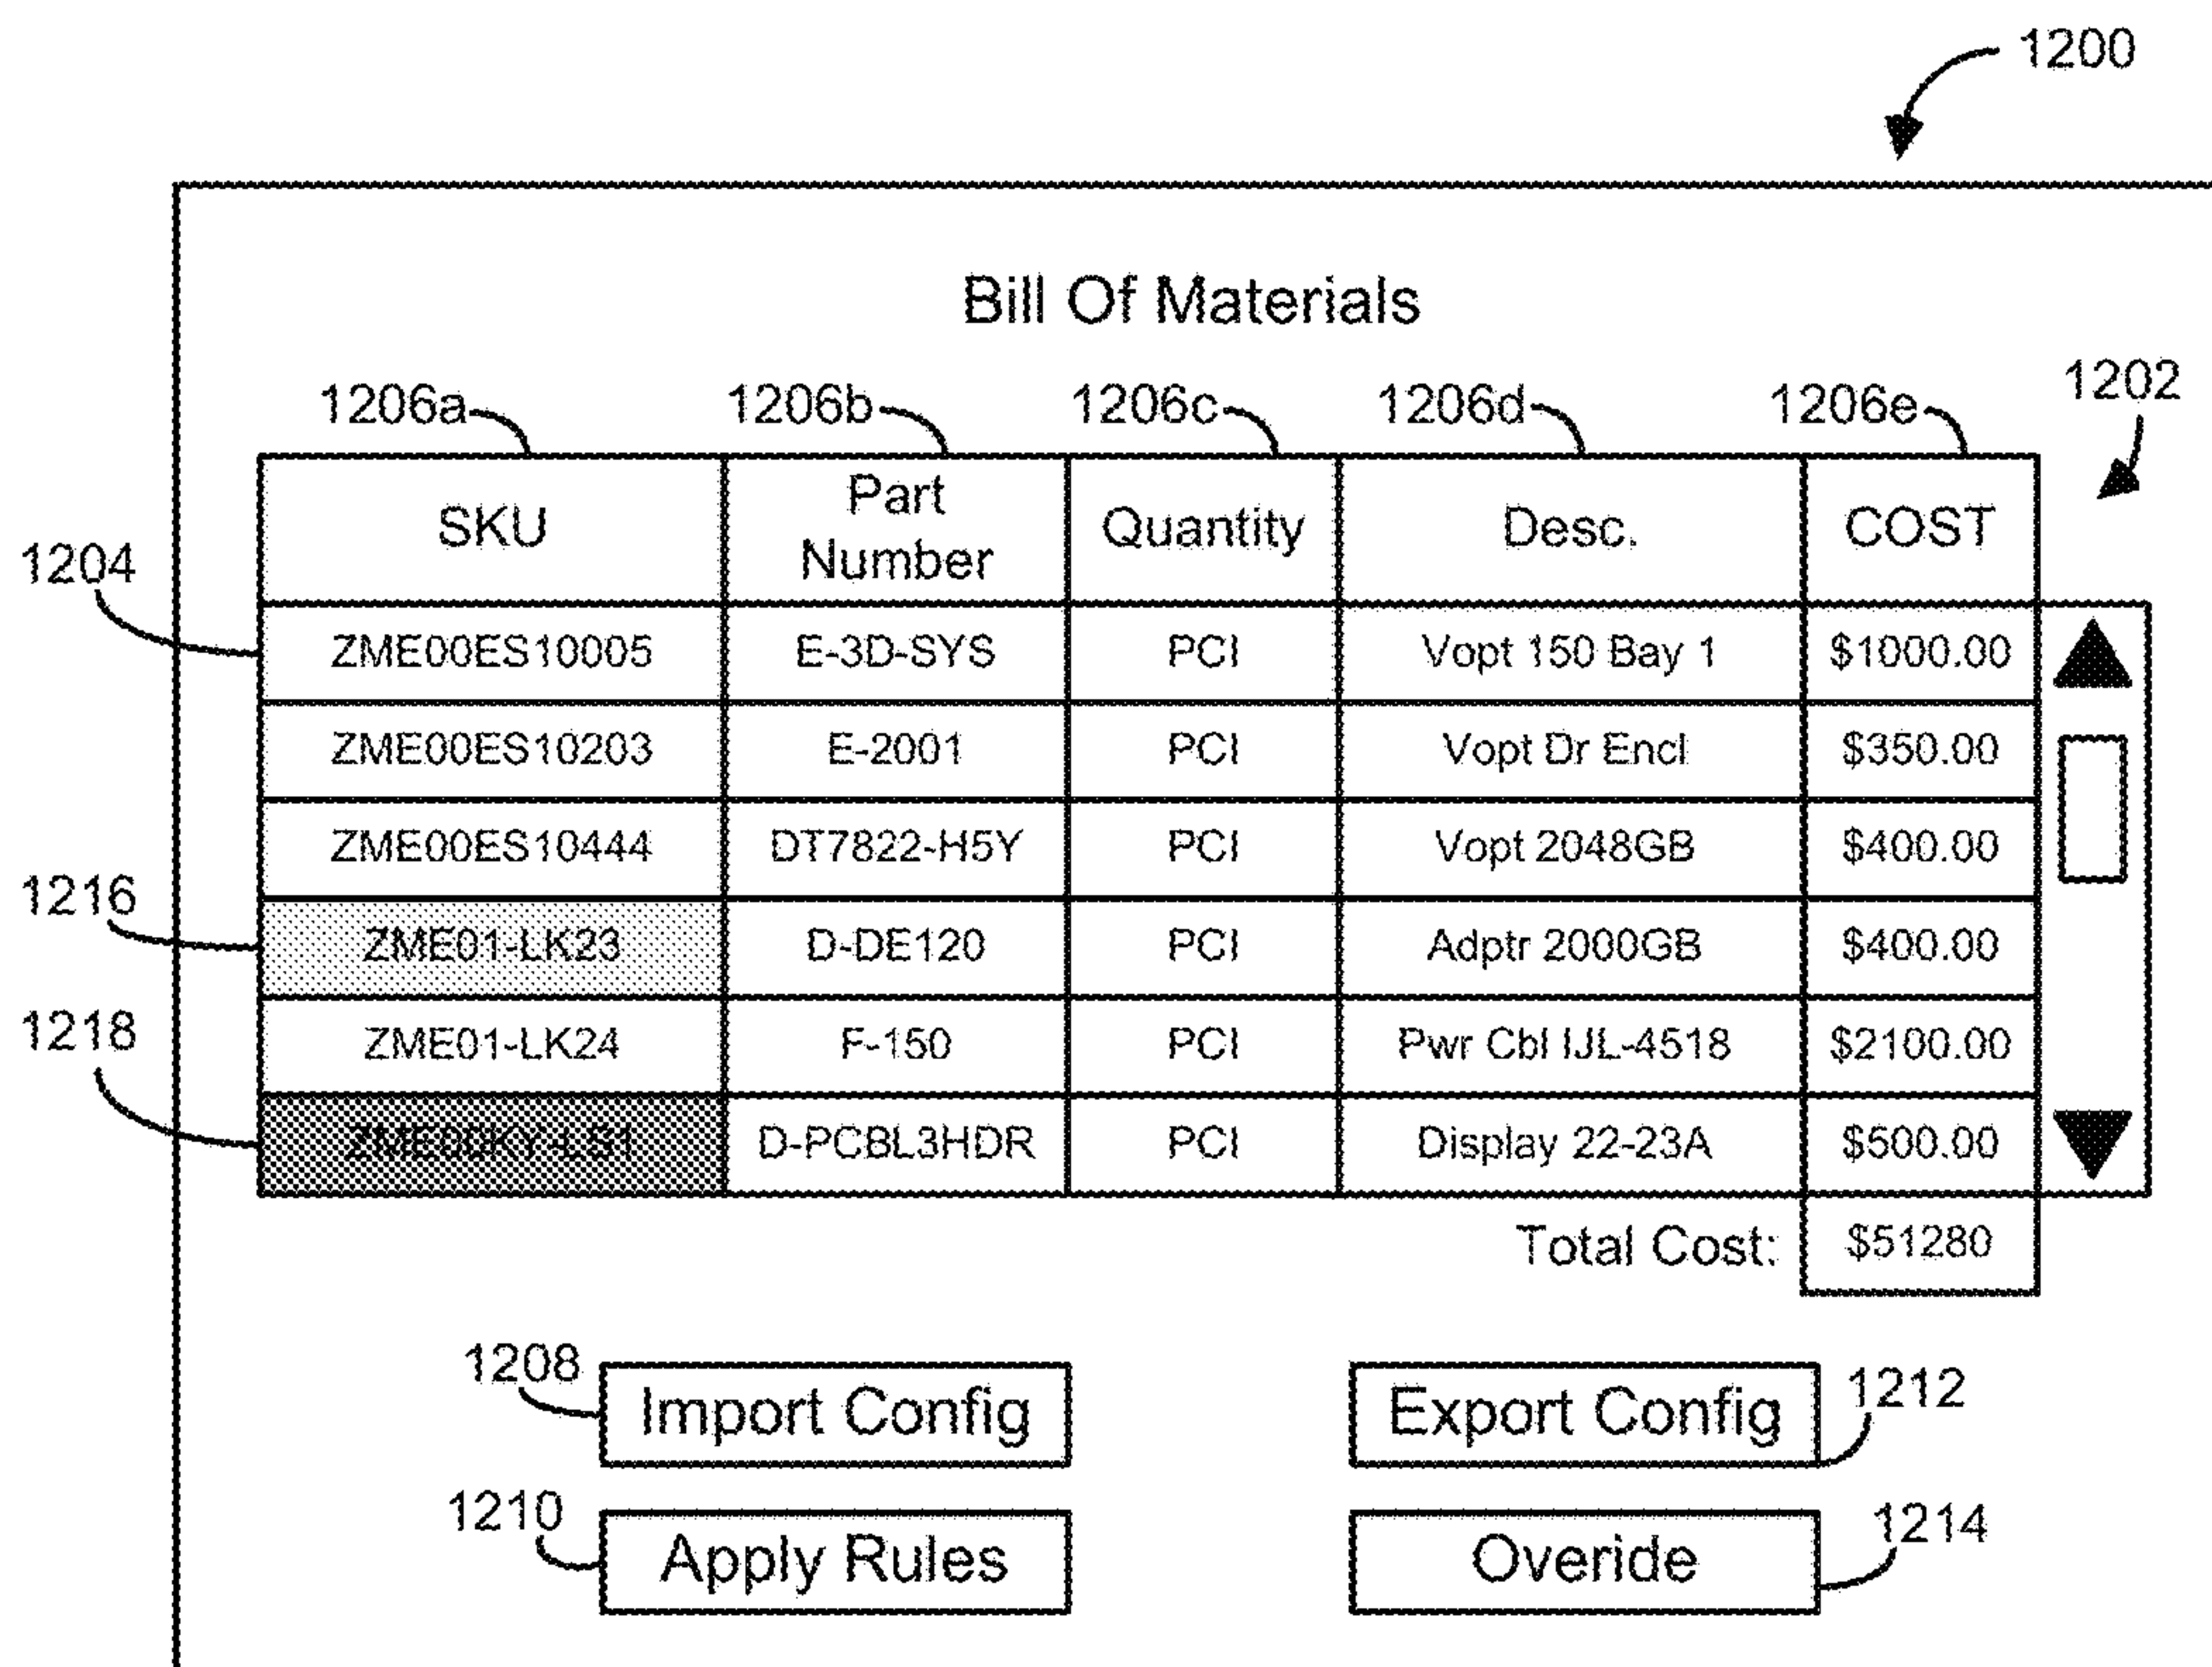 1200
Bill Of Materials
1202
1206a 1206b 1206c 1206d 1206e
SKU Part Number Quantity Desc. COST
1204
ZME00ES10005 E-3D-SYS PCI Vopt 150 Bay 1 $1000.00
ZME00ES10203 E-2001 PCI Vopt Dr Encl $350.00
ZME00ES10444 DT7822-H5Y PCI Vopt 2048GB $400.00
1216
ZME01-LK23 D-DE120 PCI Adptr 2000GB $400.00
1218
ZME01-LK24 F-150 PCI Pwr Cbl IJL-4518 $2100.00
ZME00KY-LS1 D-PCBL3HDR PCI Display 22-23A $500.00
Total Cost: $51280
1208 Import Config Export Config 1212
1210 Apply Rules Overide 1214